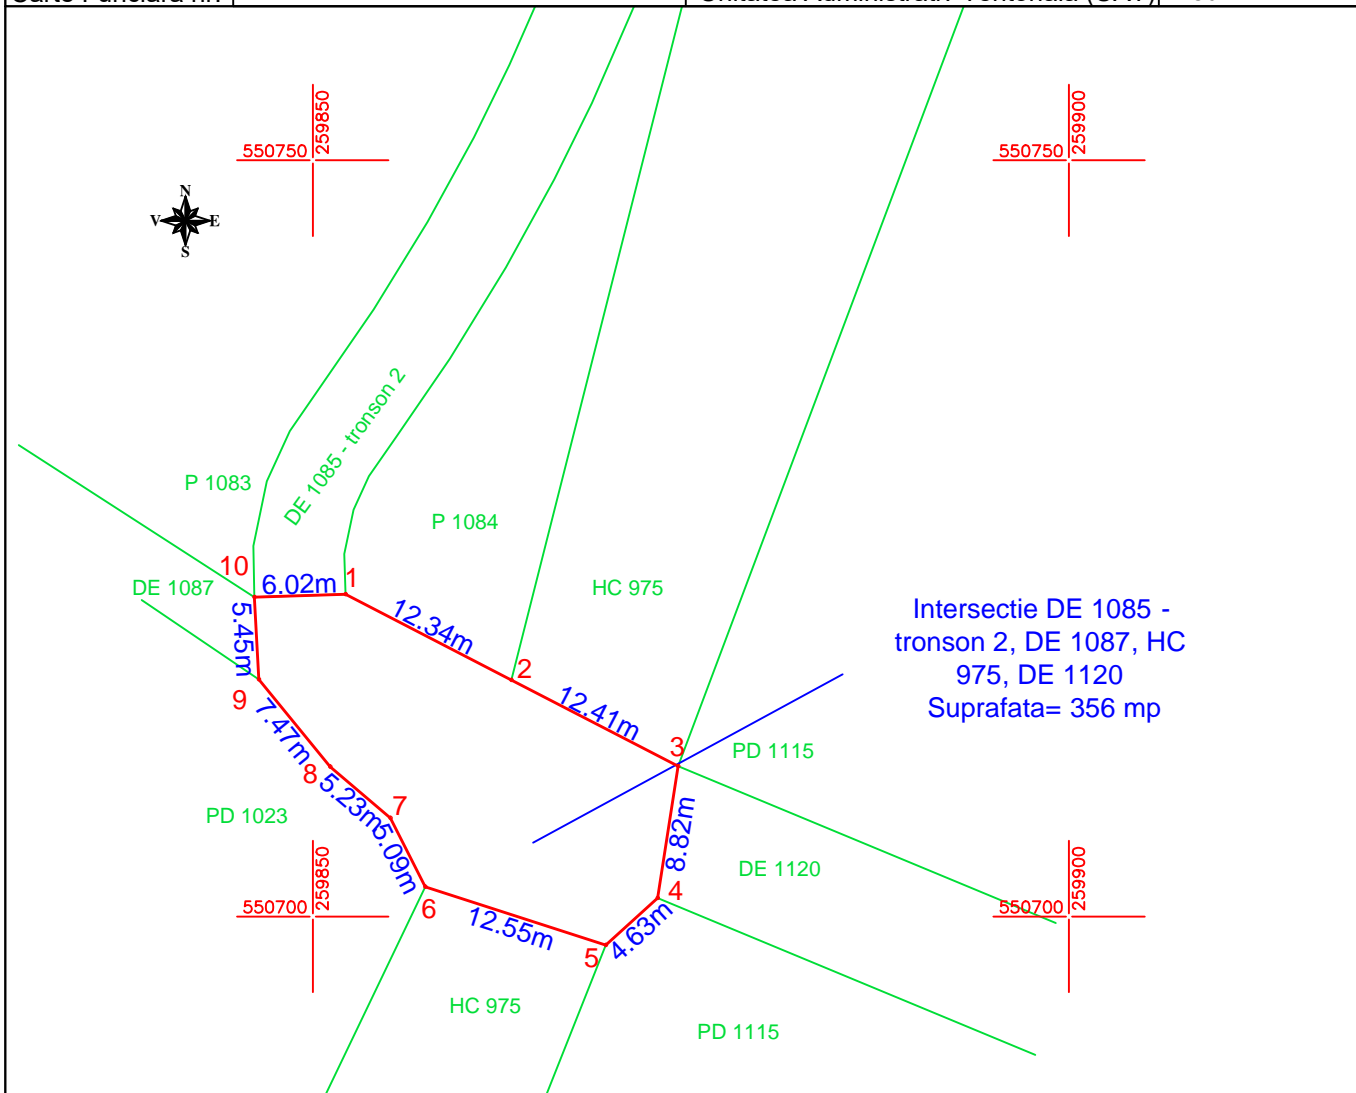 550750
259850
550750
259900
N
V E
S
DE 1085 - tronson 2
P 1083
P 1084
10
6.02m
1
DE 1087
HC 975
5.45m
12.34m
2
Intersectie DE 1085 -
tronson 2, DE 1087, HC
975, DE 1120
Suprafata= 356 mp
9
12.41m
7.47m
3
PD 1115
8
5.23m
7
PD 1023
5.09m
8.82m
DE 1120
259850
550700
259900
550700
4
6
12.55m
4.63m
5
HC 975
PD 1115